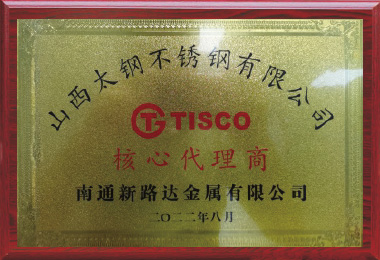 山西太钢不锈钢有限公司
TISCO
核心代理商
南通新路达金属有限公司
二〇二二年八月